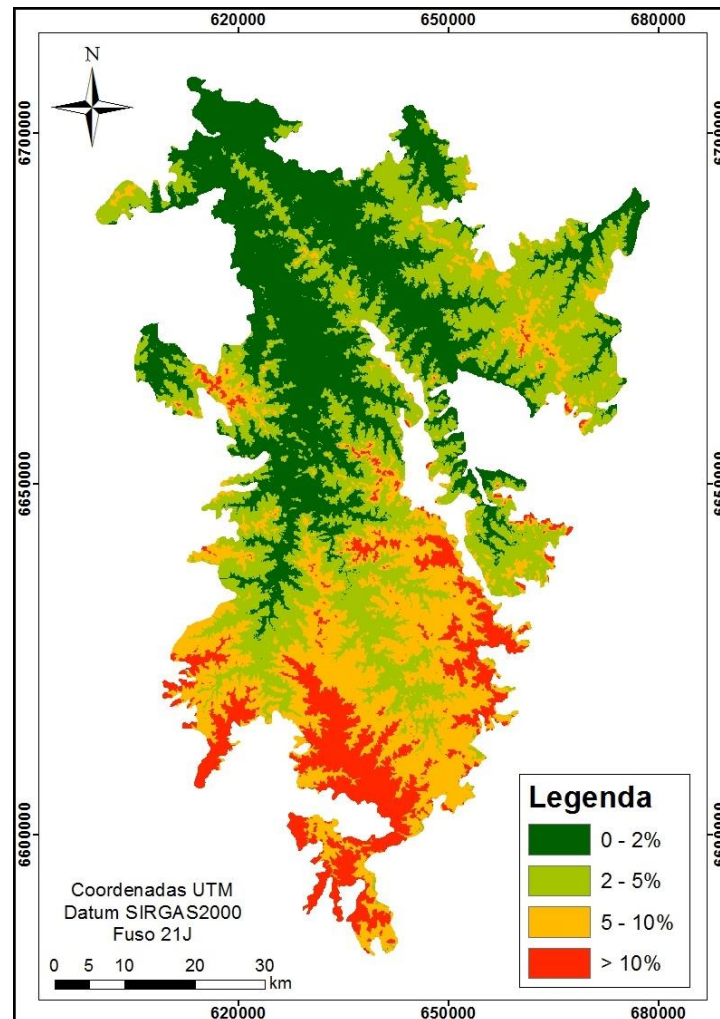 620000 650000 680000
N
6700000 6700000
6650000 6650000
6600000 6600000
Legenda
0 - 2%
2 - 5%
5 - 10%
> 10%
Coordenadas UTM
Datum SIRGAS2000
Fuso 21J
0 5 10 20 30
km
620000 650000 680000